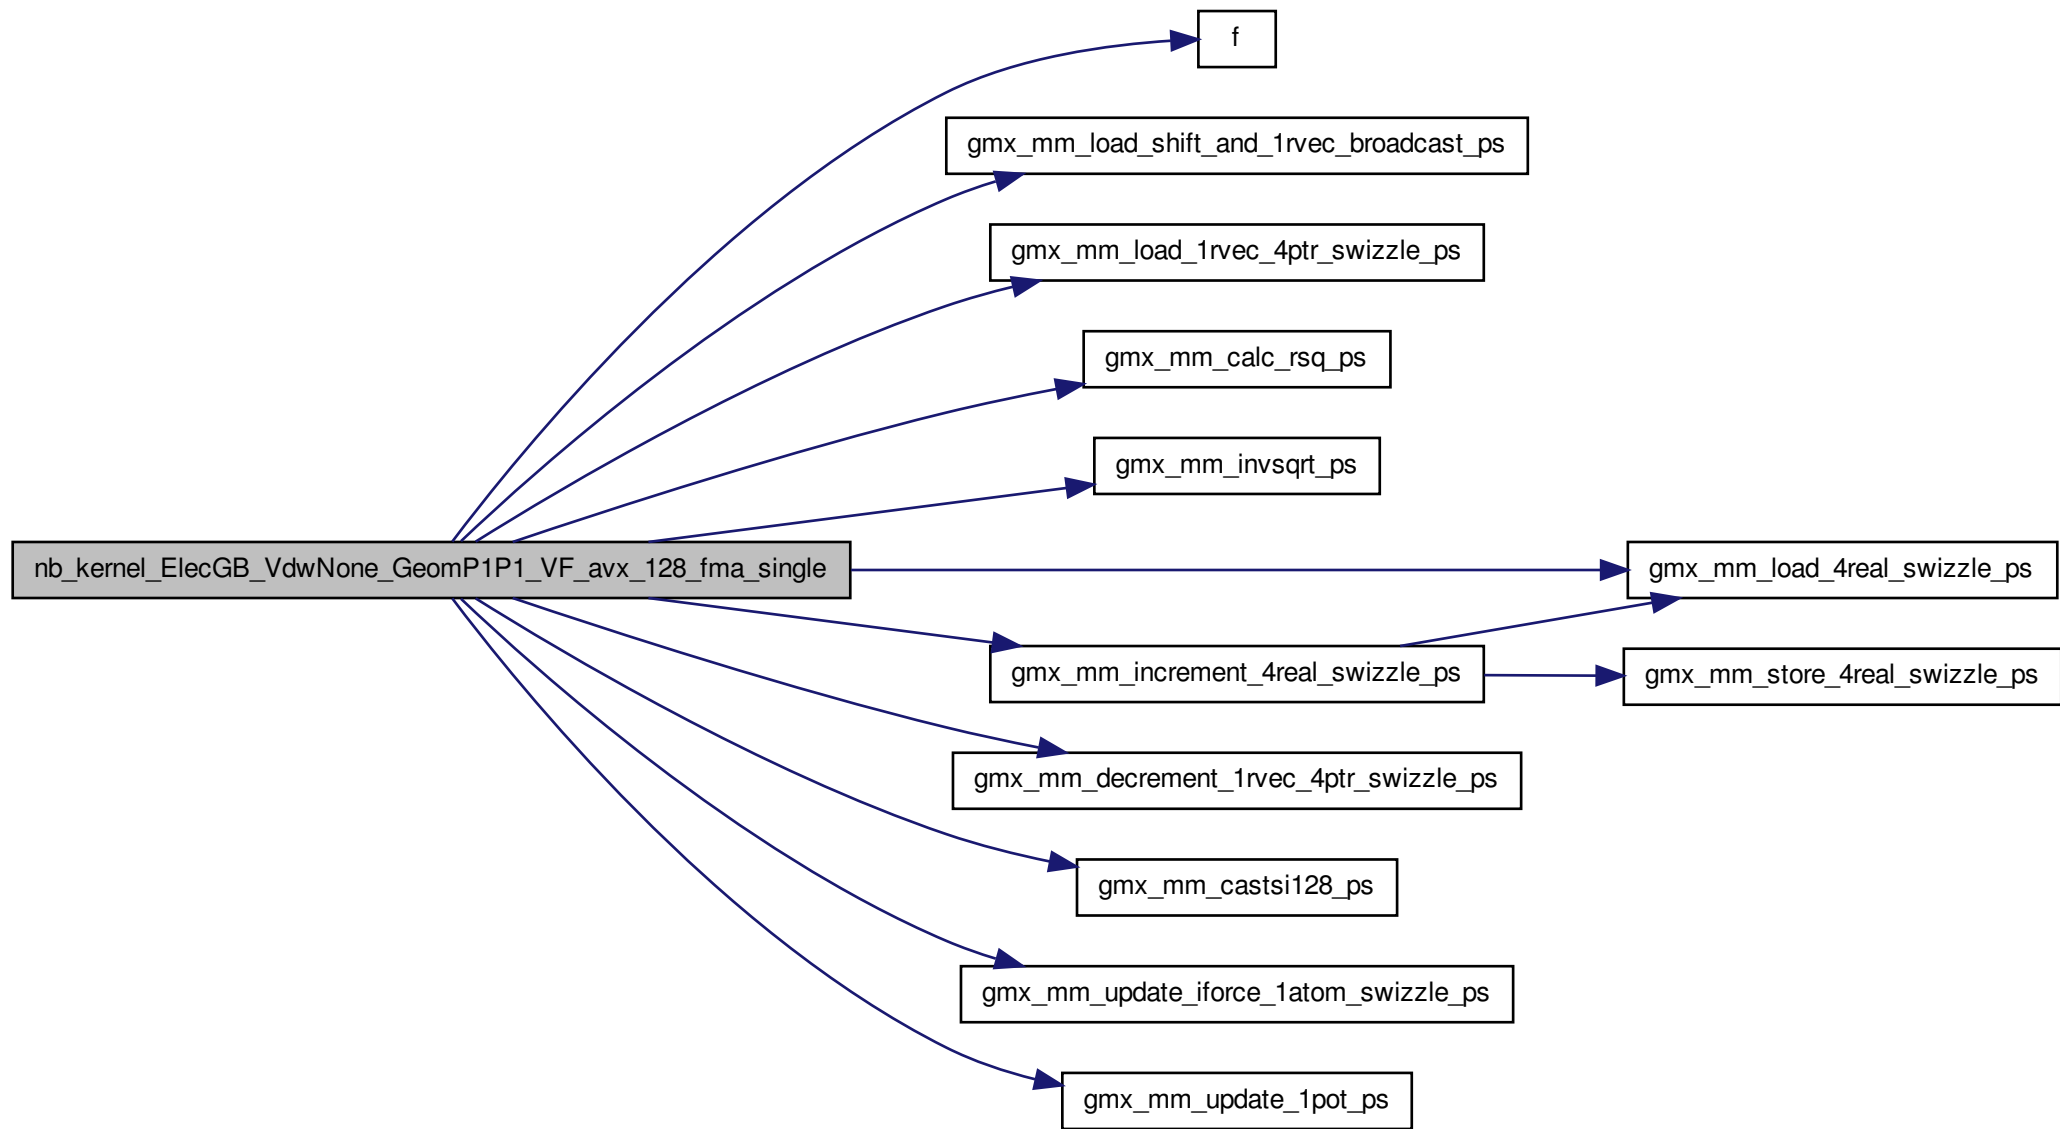 f
gmx_mm_load_shift_and_1rvec_broadcast_ps
gmx_mm_load_1rvec_4ptr_swizzle_ps
gmx_mm_calc_rsq_ps
gmx_mm_invsqrt_ps
nb_kernel_ElecGB_VdwNone_GeomP1P1_VF_avx_128_fma_single
gmx_mm_load_4real_swizzle_ps
gmx_mm_increment_4real_swizzle_ps
gmx_mm_store_4real_swizzle_ps
gmx_mm_decrement_1rvec_4ptr_swizzle_ps
gmx_mm_castsi128_ps
gmx_mm_update_iforce_1atom_swizzle_ps
gmx_mm_update_1pot_ps